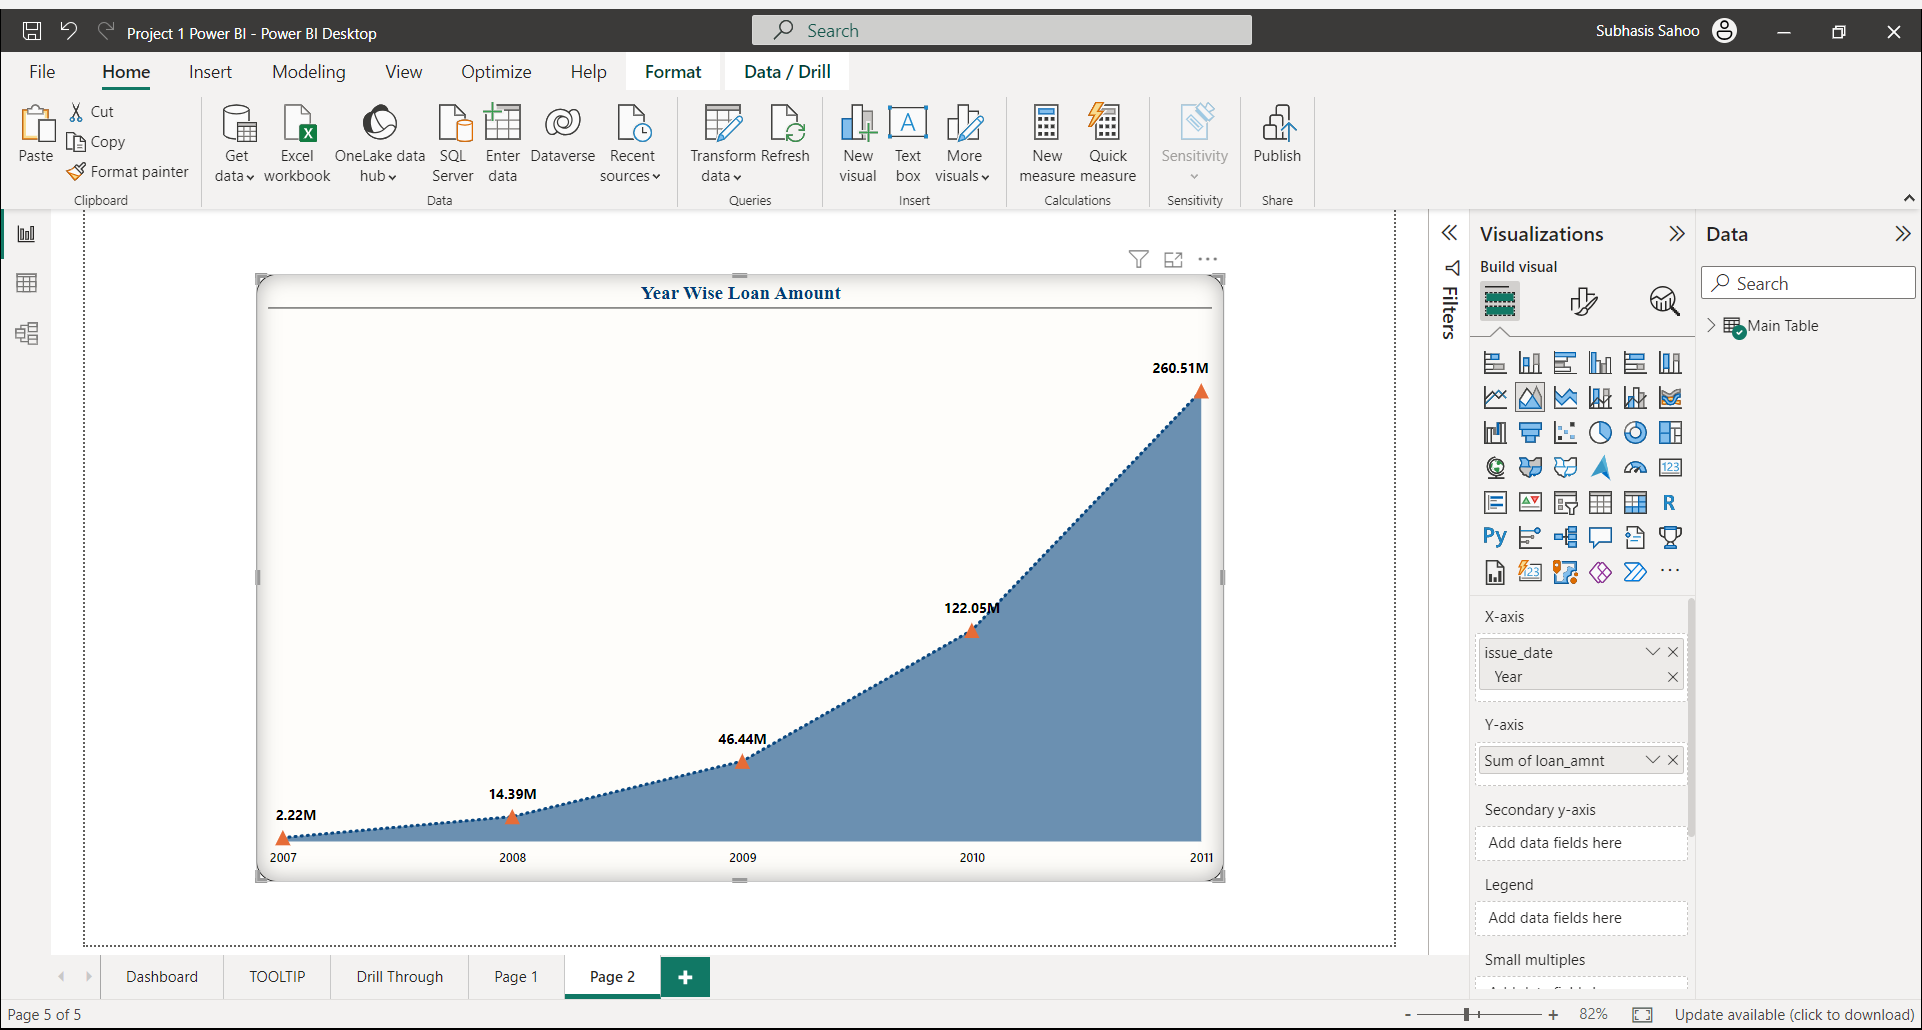 Project 1 Power BI - Power BI Desktop
Search
Subhasis Sahoo
File Home Insert Modeling View Optimize Help Format Data / Drill
Paste
Cut
Copy
Format painter
Clipboard
Get data
Excel workbook
OneLake data hub
SQL Server
Enter data
Dataverse
Recent sources
Data
Transform data
Refresh
Queries
New visual
Text box
A
More visuals
Insert
New measure
Quick measure
Calculations
Sensitivity
Sensitivity
Publish
Share
Year Wise Loan Amount
260.51M
122.05M
46.44M
14.39M
2.22M
2007 2008 2009 2010 2011
Filters
Visualizations
Build visual
123
R
Py
123
X-axis
issue_date
Year
Y-axis
Sum of loan_amnt
Secondary y-axis
Add data fields here
Legend
Add data fields here
Small multiples
Data
Search
Main Table
Dashboard TOOLTIP Drill Through Page 1 Page 2
Page 5 of 5
- + 82%
Update available (click to download)